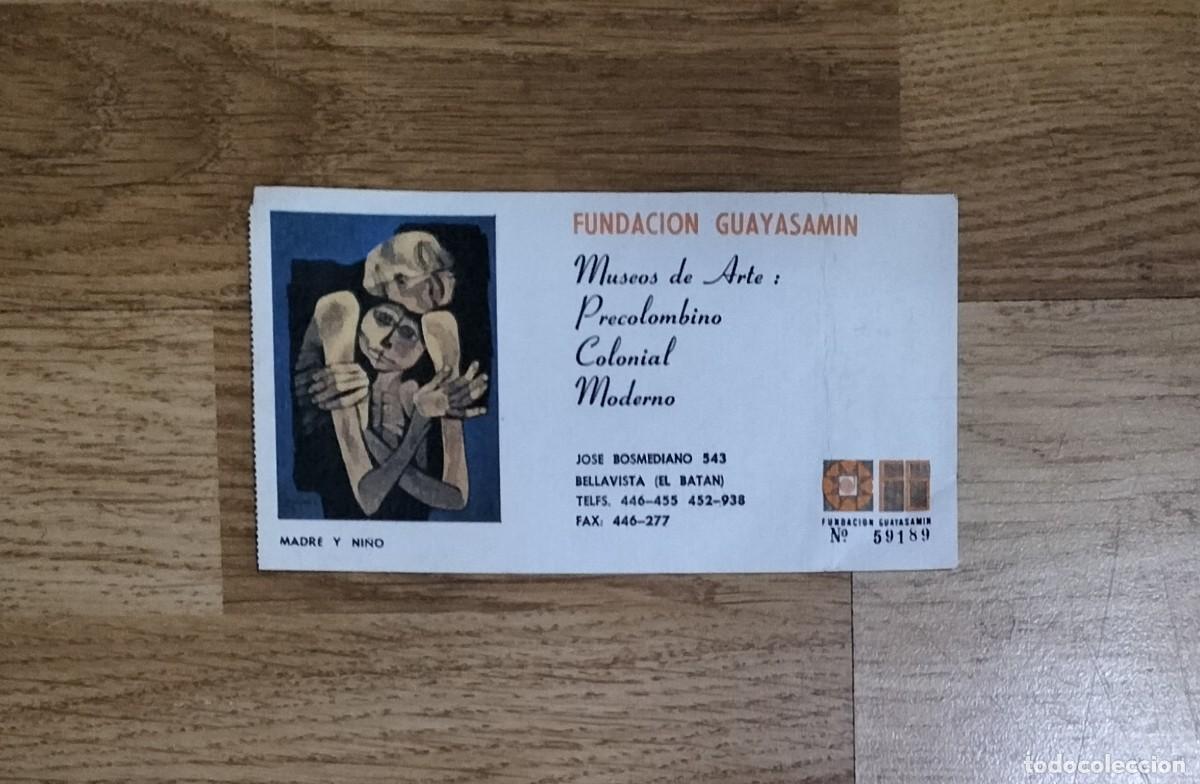 FUNDACION GUAYASAMIN
Museos de Arte :
Precolombino
Colonial
Moderno
JOSE BOSMEDIANO 543
BELLAVISTA (EL BATAN)
TELFS. 446-455 452-938
FAX: 446-277
MADRE Y NIÑO
FUNDACION GUAYASAMIN
Nº 59189
todocoleccion